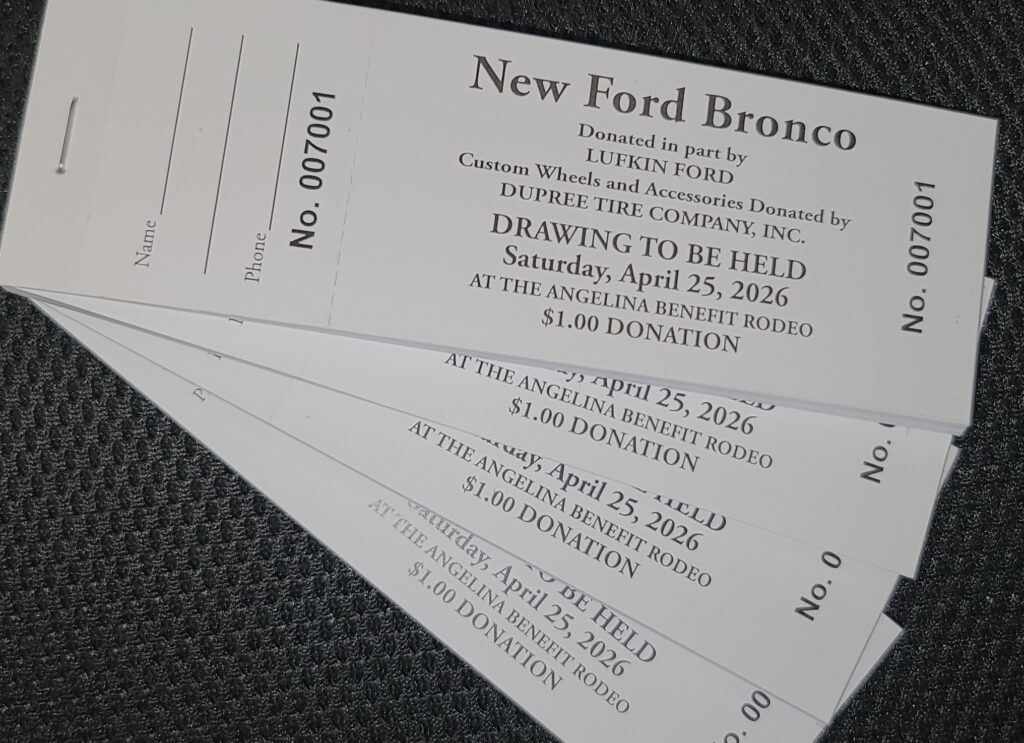 Name
Phone
No. 007001
New Ford Bronco
Donated in part by
LUFKIN FORD
Custom Wheels and Accessories Donated by
DUPREE TIRE COMPANY, INC.
DRAWING TO BE HELD
Saturday, April 25, 2026
AT THE ANGELINA BENEFIT RODEO
$1.00 DONATION
No. 007001
April 25, 2026
AT THE ANGELINA BENEFIT RODEO
$1.00 DONATION
No.
HELD
April 25, 2026
AT THE ANGELINA BENEFIT RODEO
$1.00 DONATION
No. 0
TO BE HELD
Saturday, April 25, 2026
AT THE ANGELINA BENEFIT RODEO
$1.00 DONATION
00